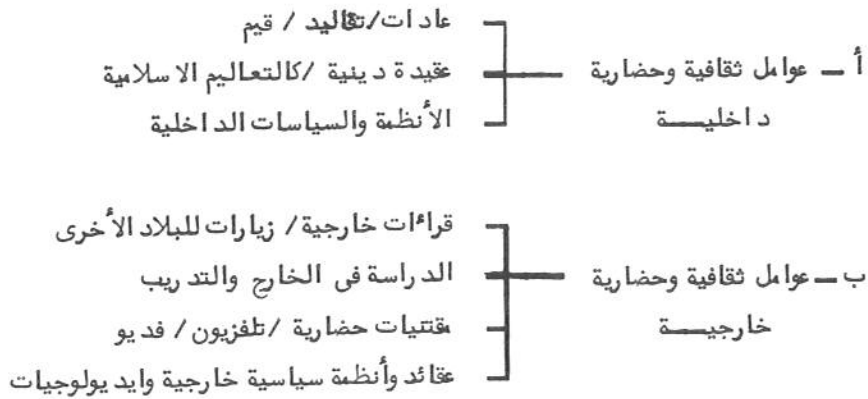 عادات/تقاليد / قيم
أ — عوامل ثقافية وحضارية
عقيدة دينية /كالتعاليم الاسلامية
داخليـــة
الأنظمة والسياسات الداخلية
قراءات خارجية/ زيارات للبلاد الأخرى
ب — عوامل ثقافية وحضارية
الدراسة فى الخارج والتدريب
خارجيـــة
مقتنيات حضارية /تلفزيون/ فديو
عقائد وأنظمة سياسية خارجية وايديولوجيات